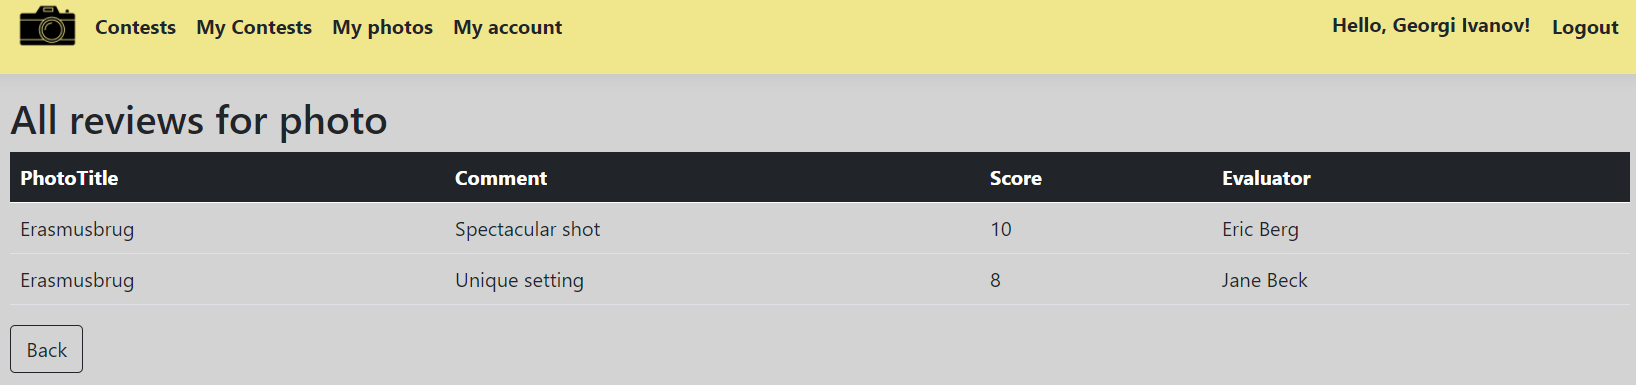 Contests My Contests My photos My account Hello, Georgi Ivanov! Logout
All reviews for photo
PhotoTitle Comment Score Evaluator
Erasmusbrug Spectacular shot 10 Eric Berg
Erasmusbrug Unique setting 8 Jane Beck
Back